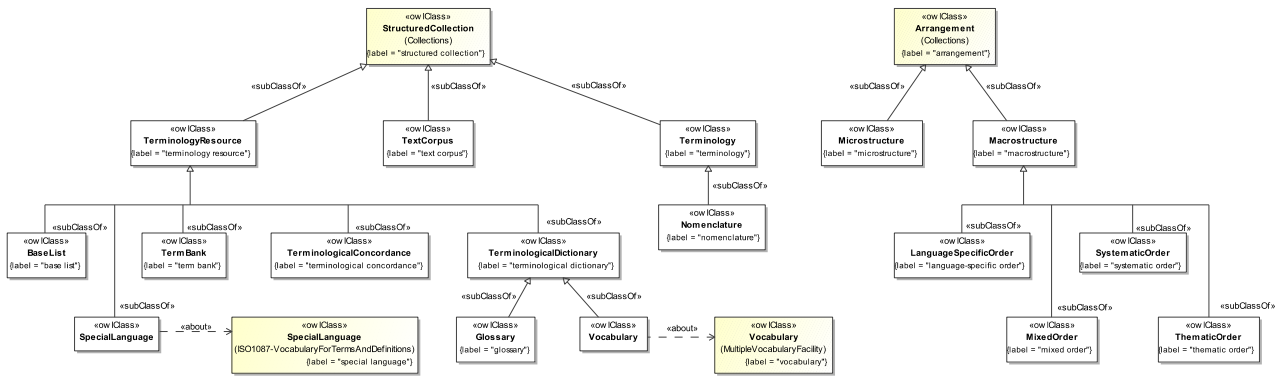 «owlClass»
StructuredCollection
(Collections)
{label = "structured collection"}
«owlClass»
Arrangement
(Collections)
{label = "arrangement"}
«subClassOf»
«subClassOf»
«subClassOf»
«subClassOf»
«subClassOf»
«owlClass»
TerminologyResource
{label = "terminology resource"}
«owlClass»
TextCorpus
{label = "text corpus"}
«owlClass»
Terminology
{label = "terminology"}
«owlClass»
Microstructure
{label = "microstructure"}
«owlClass»
Macrostructure
{label = "macrostructure"}
«subClassOf»
«subClassOf»
«subClassOf»
«subClassOf»
«subClassOf»
«subClassOf»
«subClassOf»
«owlClass»
BaseList
{label = "base list"}
«owlClass»
TermBank
{label = "term bank"}
«owlClass»
TerminologicalConcordance
{label = "terminological concordance"}
«owlClass»
TerminologicalDictionary
{label = "terminological dictionary"}
«owlClass»
Nomenclature
{label = "nomenclature"}
«owlClass»
LanguageSpecificOrder
{label = "language-specific order"}
«owlClass»
SystematicOrder
{label = "systematic order"}
«subClassOf»
«subClassOf»
«subClassOf»
«subClassOf»
«subClassOf»
«owlClass»
SpecialLanguage
«about»
«owlClass»
SpecialLanguage
(ISO1087-VocabularyForTermsAndDefinitions)
{label = "special language"}
«owlClass»
Glossary
{label = "glossary"}
«owlClass»
Vocabulary
«about»
«owlClass»
Vocabulary
(MultipleVocabularyFacility)
{label = "vocabulary"}
«owlClass»
MixedOrder
{label = "mixed order"}
«owlClass»
ThematicOrder
{label = "thematic order"}